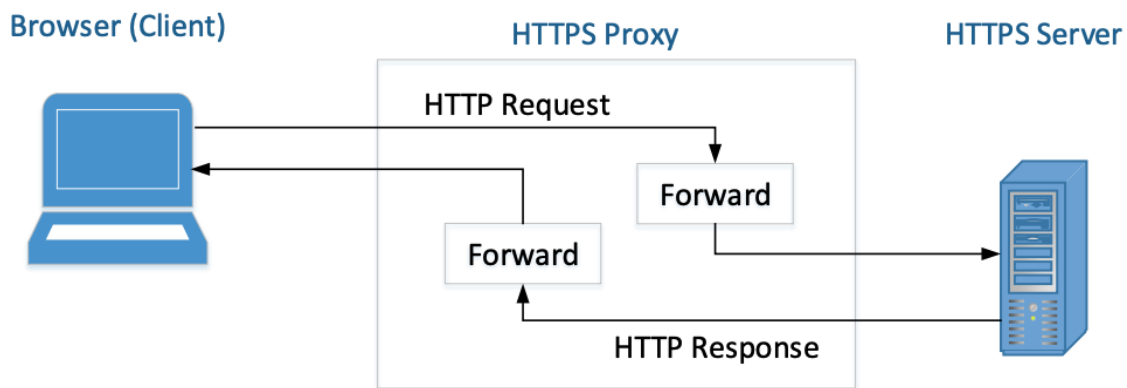 Browser (Client)
HTTPS Proxy
HTTPS Server
HTTP Request
Forward
Forward
HTTP Response